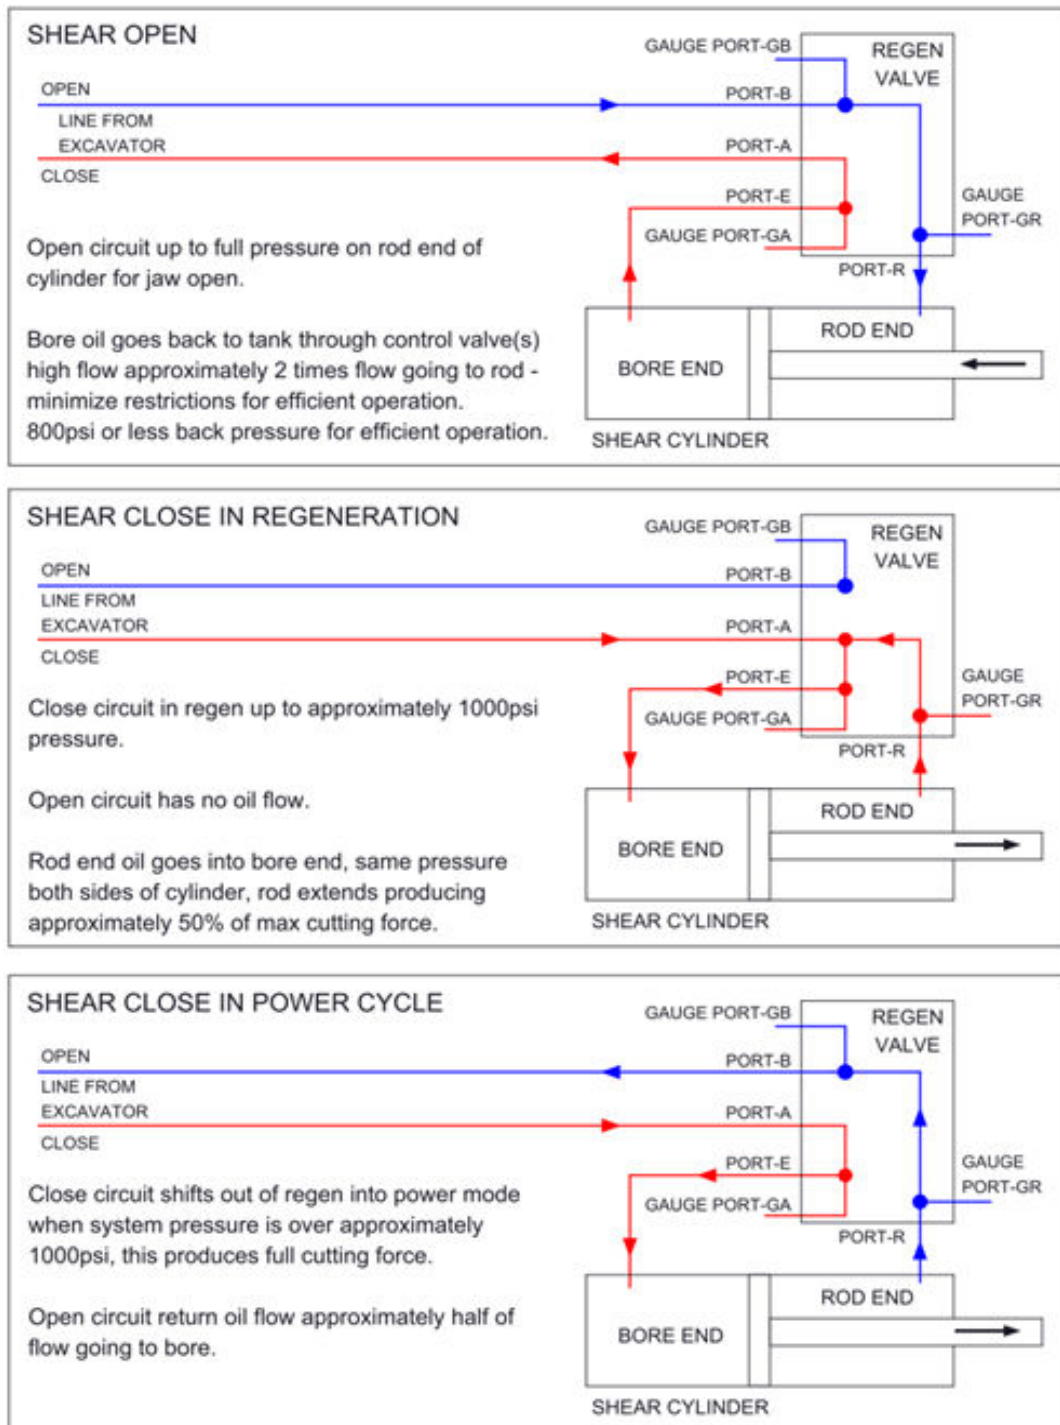 SHEAR OPEN
GAUGE PORT-GB
REGEN
VALVE
OPEN
PORT-B
LINE FROM
EXCAVATOR
PORT-A
CLOSE
PORT-E
GAUGE
PORT-GR
GAUGE PORT-GA
Open circuit up to full pressure on rod end of
cylinder for jaw open.
PORT-R
Bore oil goes back to tank through control valve(s)
high flow approximately 2 times flow going to rod -
minimize restrictions for efficient operation.
800psi or less back pressure for efficient operation.
ROD END
BORE END
SHEAR CYLINDER
SHEAR CLOSE IN REGENERATION
GAUGE PORT-GB
REGEN
VALVE
OPEN
PORT-B
LINE FROM
EXCAVATOR
PORT-A
CLOSE
PORT-E
GAUGE
PORT-GR
GAUGE PORT-GA
Close circuit in regen up to approximately 1000psi
pressure.
PORT-R
Open circuit has no oil flow.
ROD END
BORE END
Rod end oil goes into bore end, same pressure
both sides of cylinder, rod extends producing
approximately 50% of max cutting force.
SHEAR CYLINDER
SHEAR CLOSE IN POWER CYCLE
GAUGE PORT-GB
REGEN
VALVE
OPEN
PORT-B
LINE FROM
EXCAVATOR
PORT-A
CLOSE
PORT-E
GAUGE
PORT-GR
GAUGE PORT-GA
Close circuit shifts out of regen into power mode
when system pressure is over approximately
1000psi, this produces full cutting force.
PORT-R
Open circuit return oil flow approximately half of
flow going to bore.
ROD END
BORE END
SHEAR CYLINDER